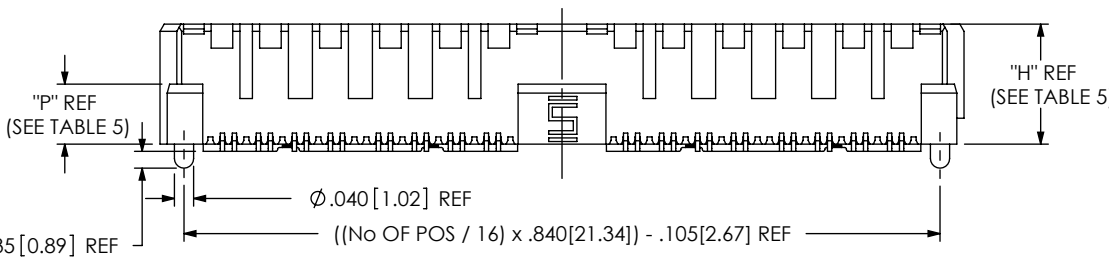 "P" REF
(SEE TABLE 5)
"H" REF
(SEE TABLE 5)
Ø.040[1.02] REF
((No OF POS / 16) x .840[21.34]) - .105[2.67] REF
35[0.89] REF